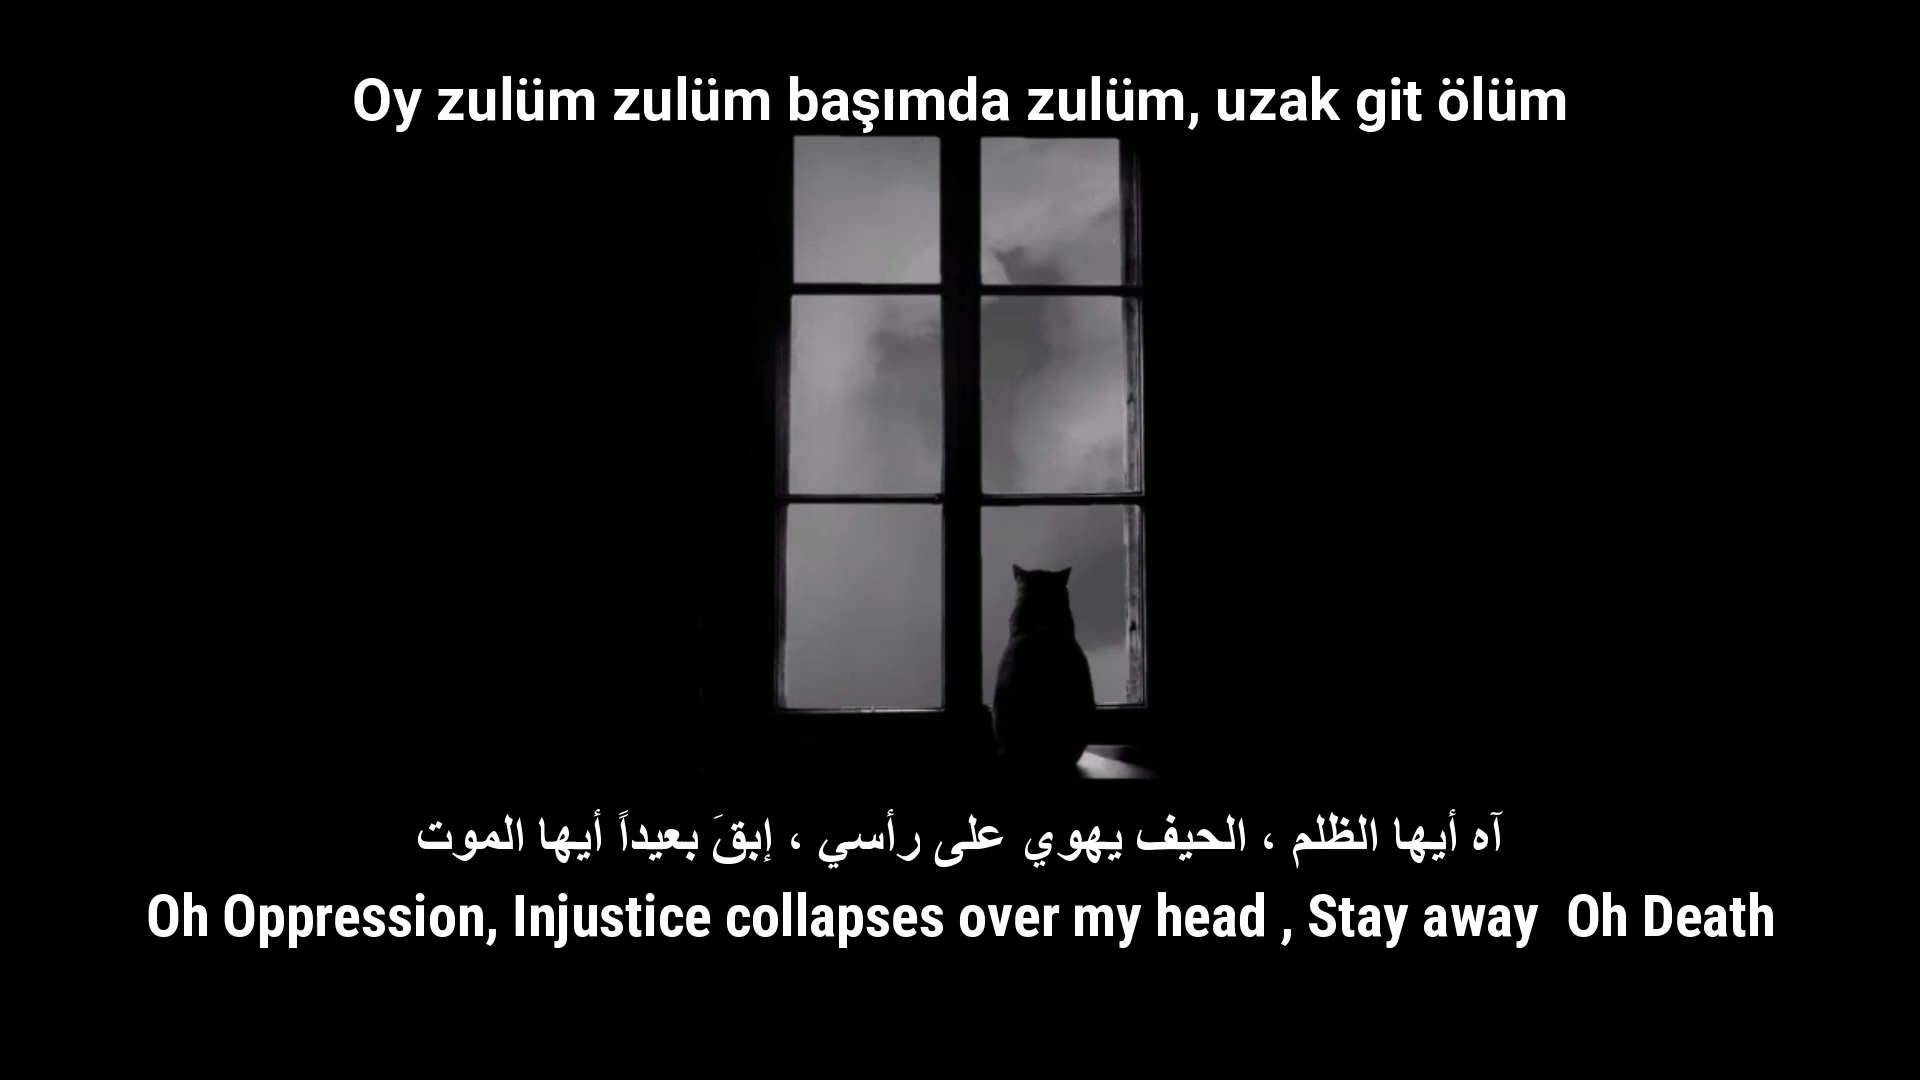 Oy zulüm zulüm başımda zulüm, uzak git ölüm
آه أيها الظلم ، الحيف يهوي على رأسي ، إبقَ بعيداً أيها الموت
Oh Oppression, Injustice collapses over my head , Stay away  Oh Death